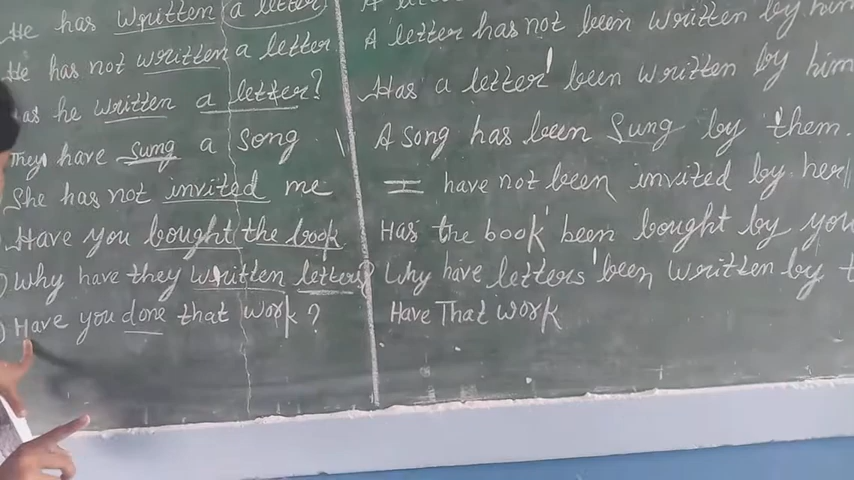 He has written a letter
He has not written a letter
has he written a letter?
They have sung a song
She has not invited me
Have you bought the book
Why have they written letters?
Have you done that work?
A letter has not been written by him
Has a letter been written by him
A song has been sung by them.
I have not been invited by her
Has the book been bought by you
Why have letters been written by
Have That work